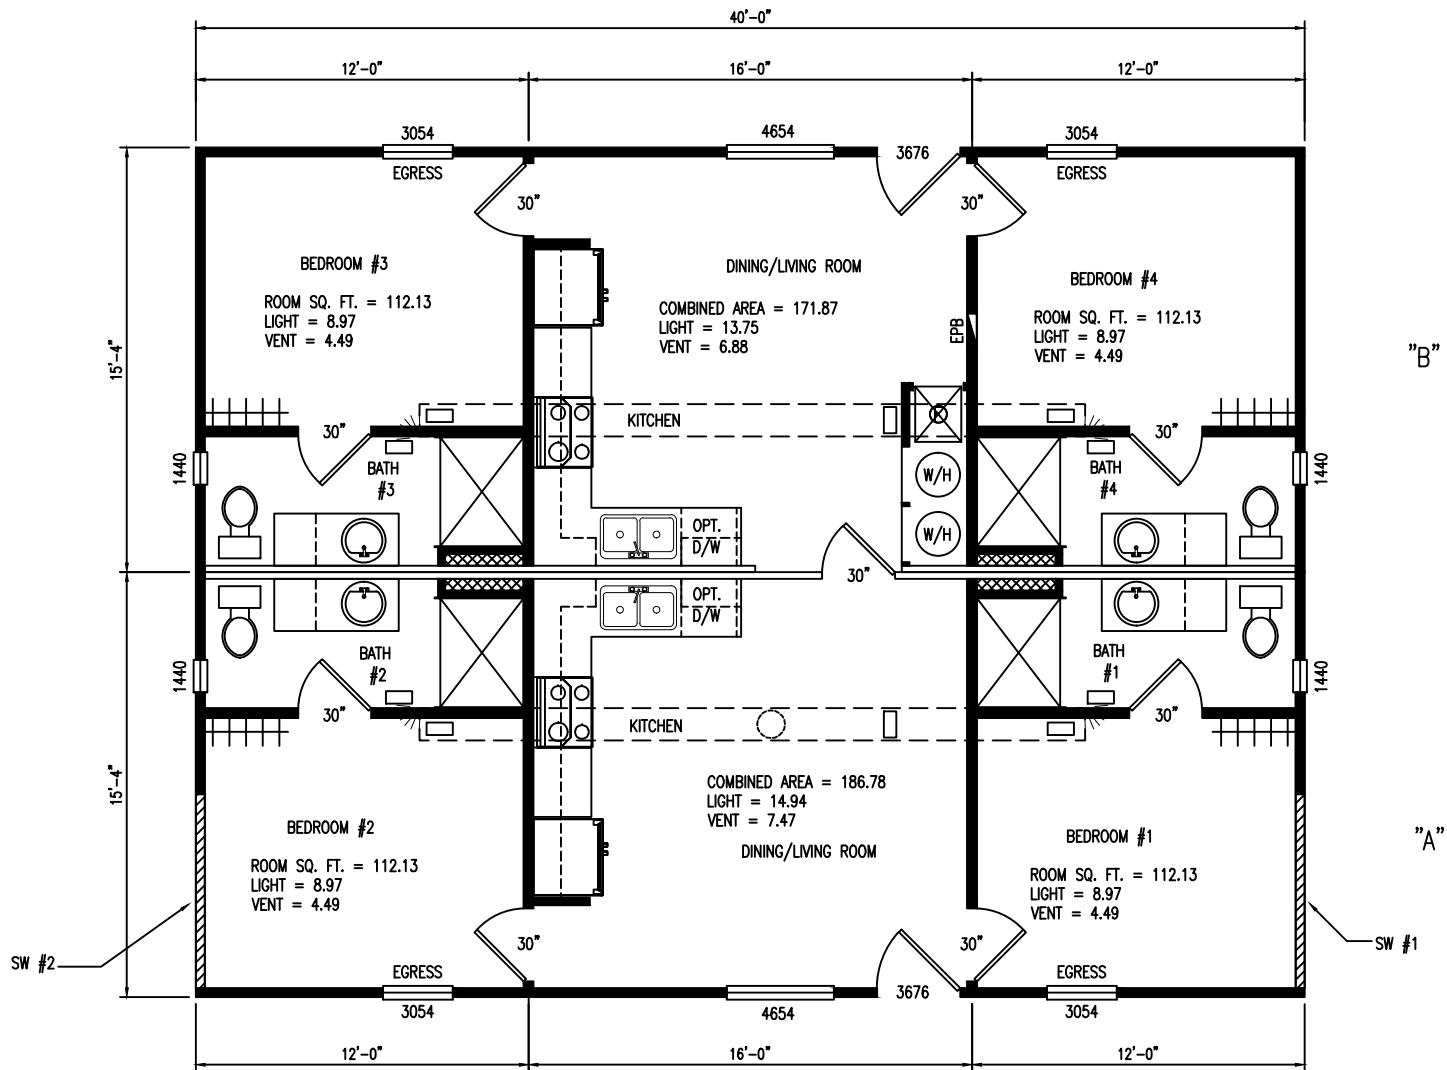 40'-0"
12'-0"
16'-0"
12'-0"
3054
4654
3054
EGRESS
3676
EGRESS
30"
30"
BEDROOM #3
ROOM SQ. FT. = 112.13
LIGHT = 8.97
VENT = 4.49
DINING/LIVING ROOM
COMBINED AREA = 171.87
LIGHT = 13.75
VENT = 6.88
EPB
BEDROOM #4
ROOM SQ. FT. = 112.13
LIGHT = 8.97
VENT = 4.49
15'-4"
"B"
KITCHEN
30"
30"
1440
BATH
#3
W/H
BATH
#4
1440
OPT.
D/W
W/H
30"
OPT.
D/W
1440
BATH
#2
BATH
#1
1440
30"
KITCHEN
30"
15'-4"
COMBINED AREA = 186.78
LIGHT = 14.94
VENT = 7.47
DINING/LIVING ROOM
BEDROOM #2
ROOM SQ. FT. = 112.13
LIGHT = 8.97
VENT = 4.49
BEDROOM #1
ROOM SQ. FT. = 112.13
LIGHT = 8.97
VENT = 4.49
"A"
SW #2
30"
30"
SW #1
EGRESS
EGRESS
3054
4654
3676
3054
12'-0"
16'-0"
12'-0"